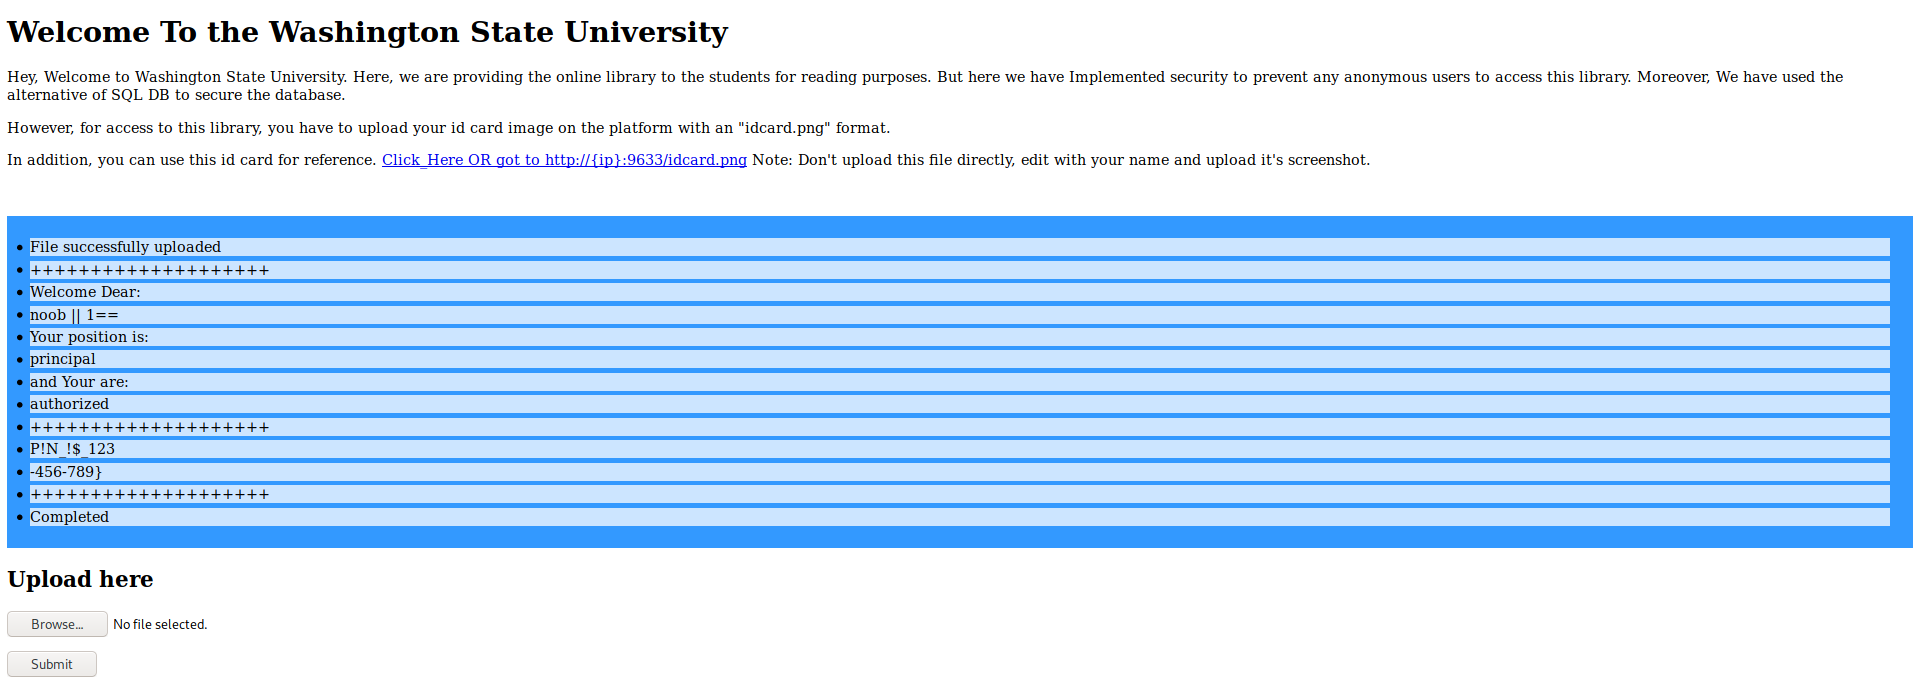 Welcome To the Washington State University
Hey, Welcome to Washington State University. Here, we are providing the online library to the students for reading purposes. But here we have Implemented security to prevent any anonymous users to access this library. Moreover, We have used the
alternative of SQL DB to secure the database.
However, for access to this library, you have to upload your id card image on the platform with an "idcard.png" format.
In addition, you can use this id card for reference. Click_Here OR got to http://{ip}:9633/idcard.png Note: Don't upload this file directly, edit with your name and upload it's screenshot.
• File successfully uploaded
• ++++++++++++++++++++
• Welcome Dear:
• noob || 1==
• Your position is:
• principal
• and Your are:
• authorized
• ++++++++++++++++++++
• P!N_!$_123
• -456-789}
• ++++++++++++++++++++
• Completed
Upload here
Browse... No file selected.
Submit